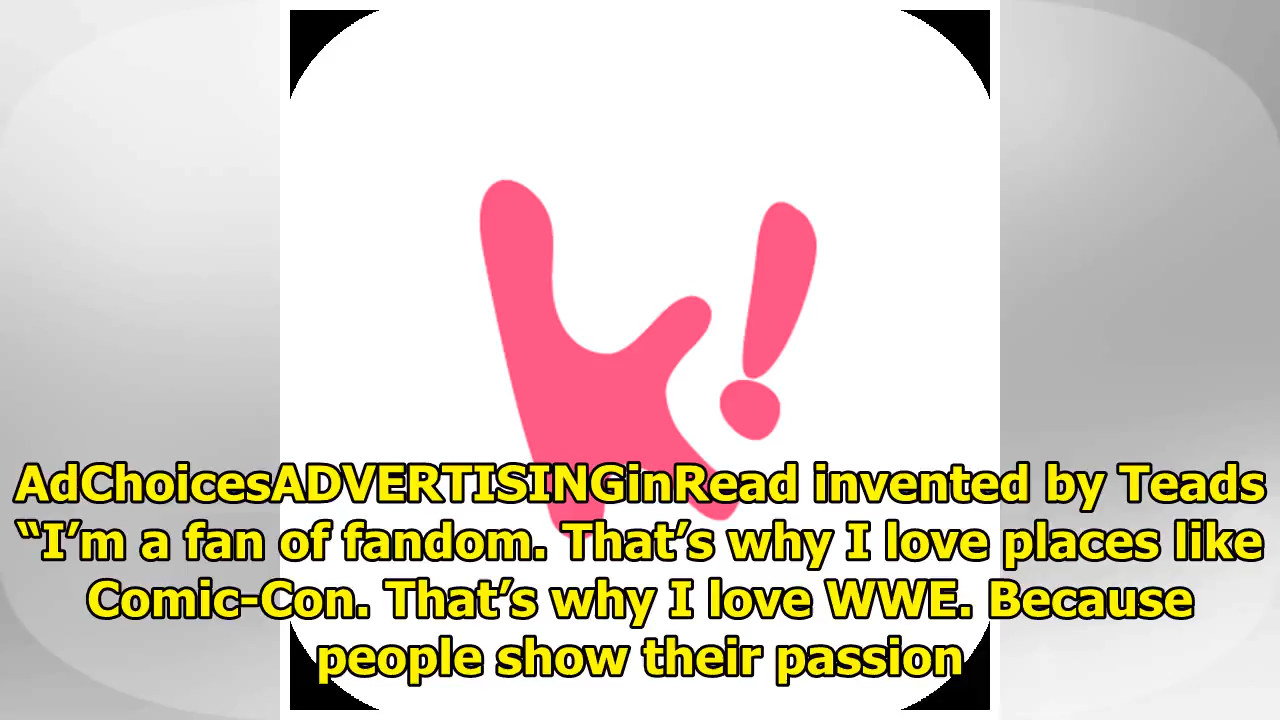 k!
AdChoicesADVERTISINGinRead invented by Teads
“I’m a fan of fandom. That’s why I love places like
Comic-Con. That’s why I love WWE. Because
people show their passion